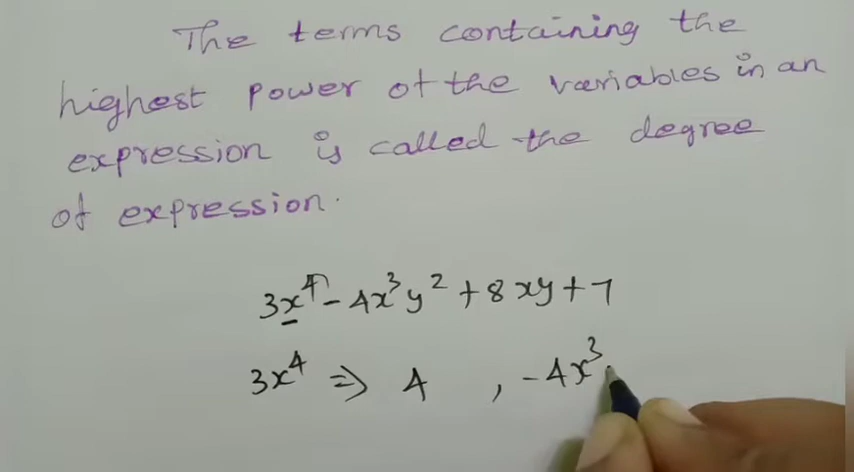 The terms containing the
highest power of the variables in an
expression is called the degree
of expression.
3x⁴ - 4x³y² + 8xy + 7
3x⁴ ⇒ 4 , -4x³